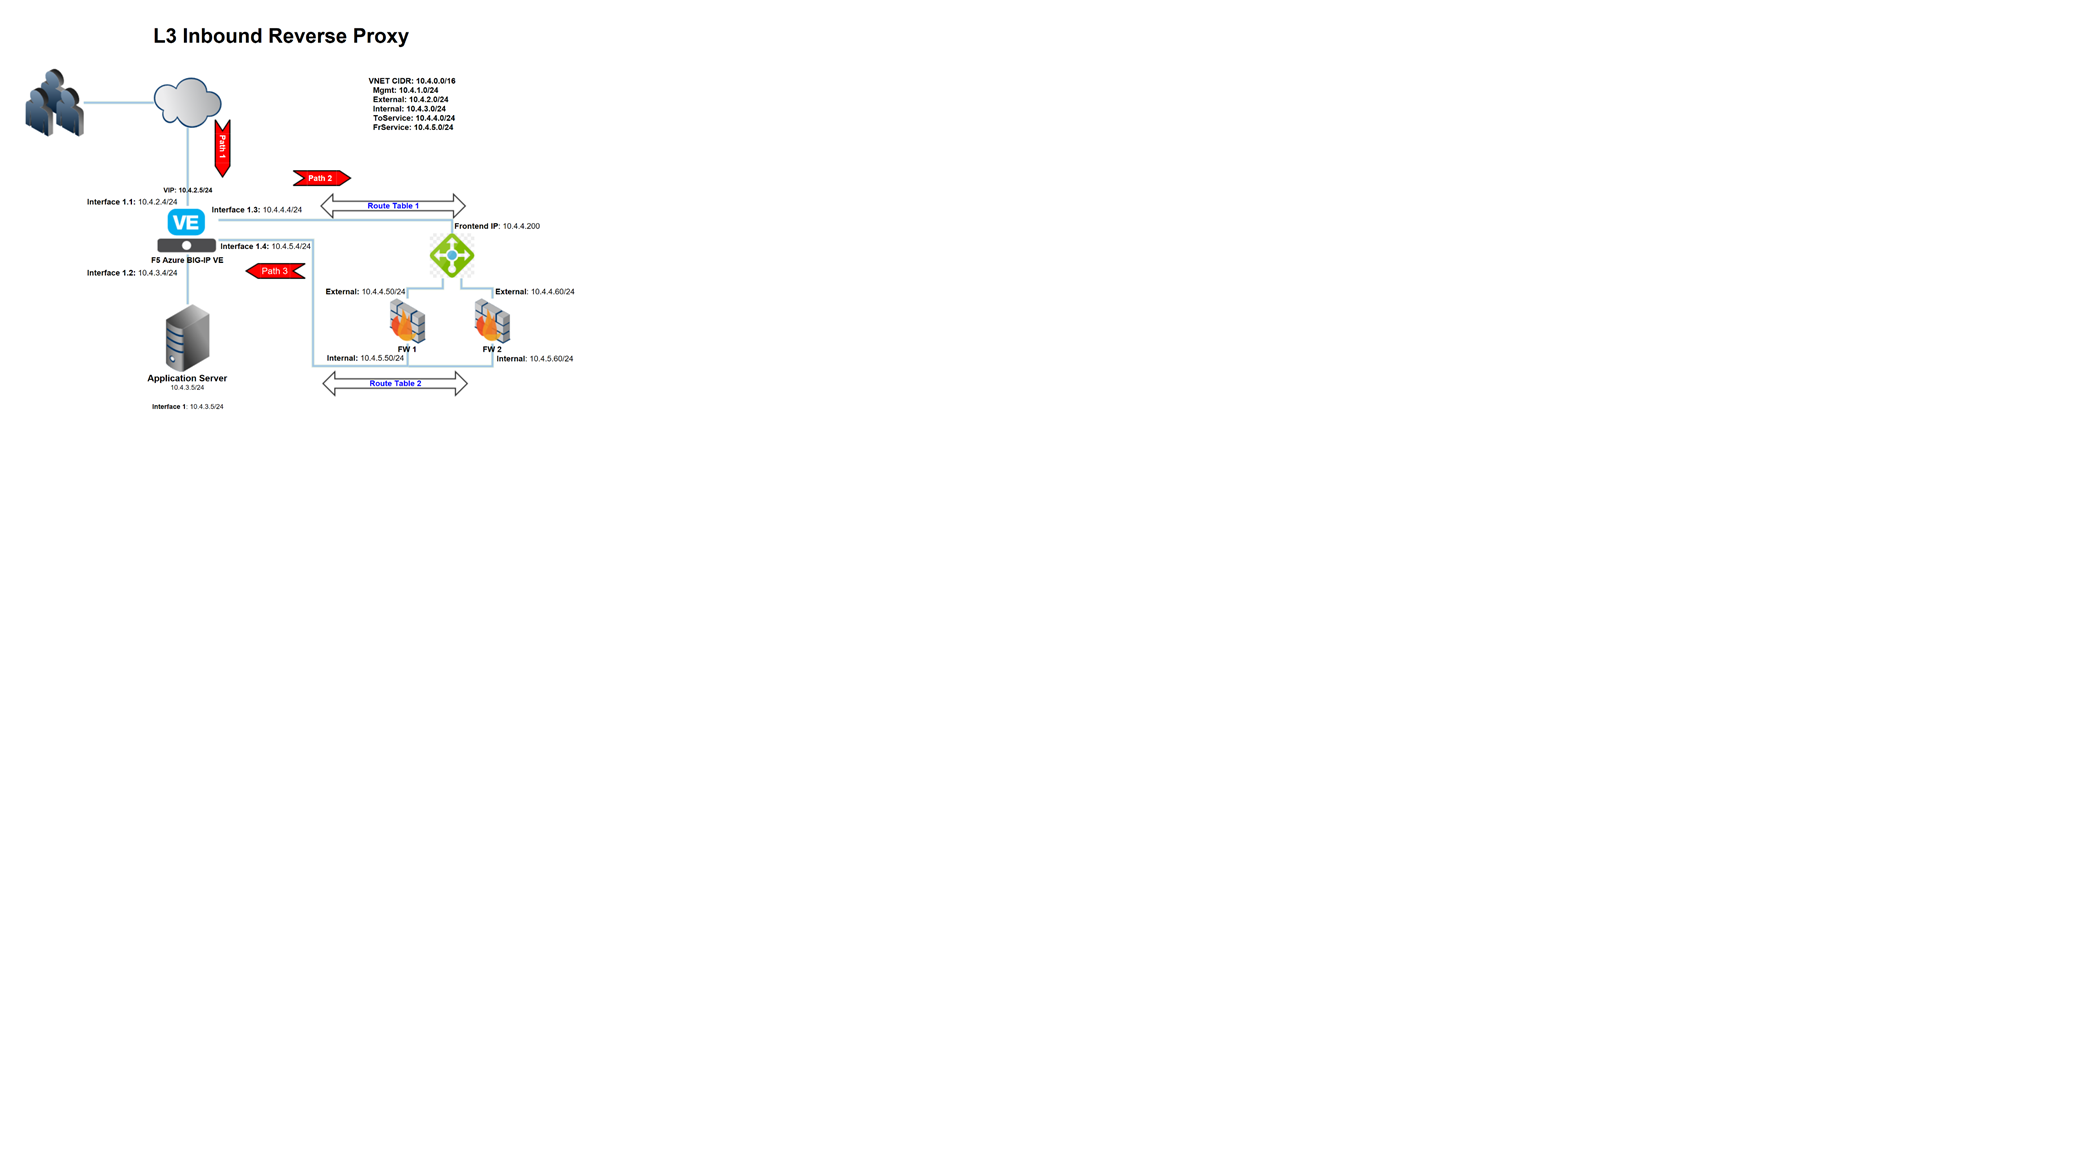 L3 Inbound Reverse Proxy
VNET CIDR: 10.4.0.0/16
Mgmt: 10.4.1.0/24
External: 10.4.2.0/24
Internal: 10.4.3.0/24
ToService: 10.4.4.0/24
FrService: 10.4.5.0/24
Path 1
Path 2
VIP: 10.4.2.5/24
Interface 1.1: 10.4.2.4/24
Interface 1.3: 10.4.4.4/24
Route Table 1
VE
Frontend IP: 10.4.4.200
Interface 1.4: 10.4.5.4/24
F5 Azure BIG-IP VE
Interface 1.2: 10.4.3.4/24
Path 3
External: 10.4.4.50/24
External: 10.4.4.60/24
FW 1
FW 2
Internal: 10.4.5.50/24
Internal: 10.4.5.60/24
Application Server
10.4.3.5/24
Route Table 2
Interface 1: 10.4.3.5/24